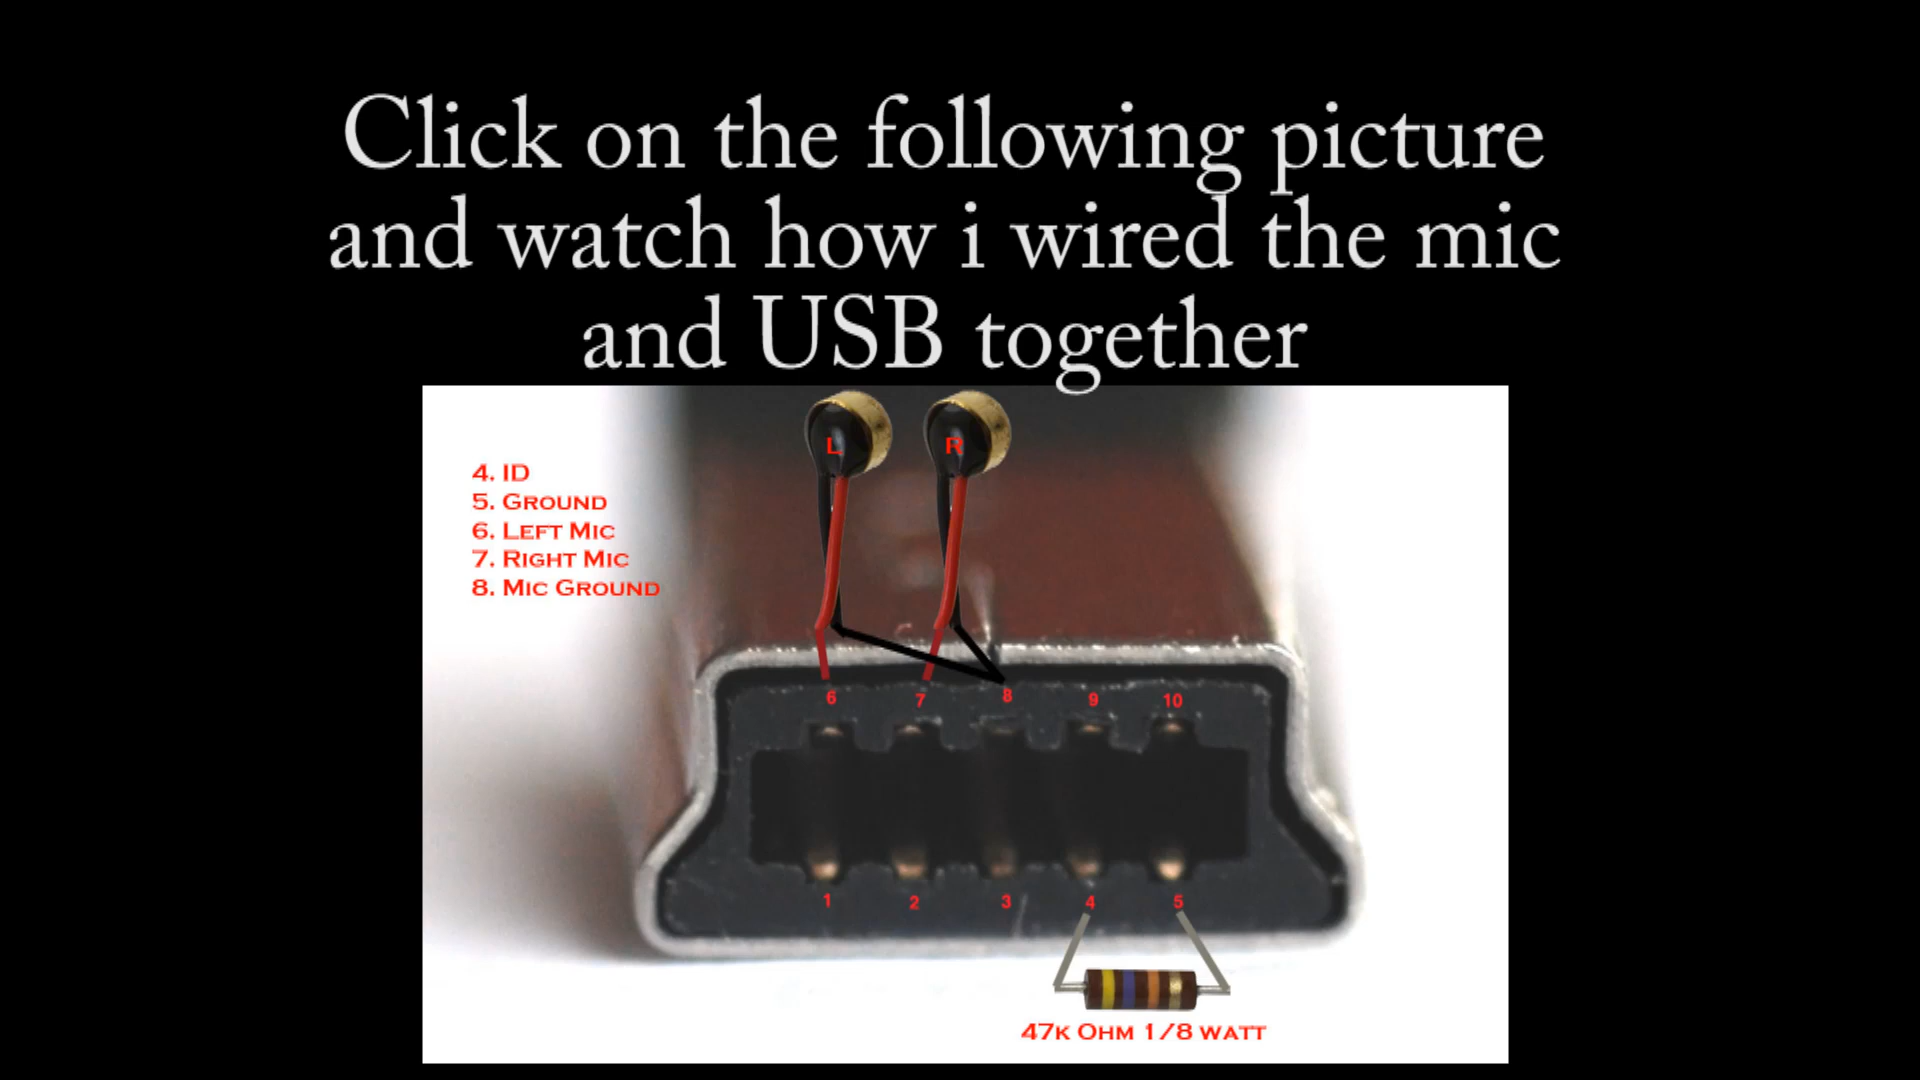 Click on the following picture
and watch how i wired the mic
and USB together
L R
4. ID
5. Ground
6. Left Mic
7. Right Mic
8. Mic Ground
6 7 8 9 10
1 2 3 4 5
47k Ohm 1/8 watt